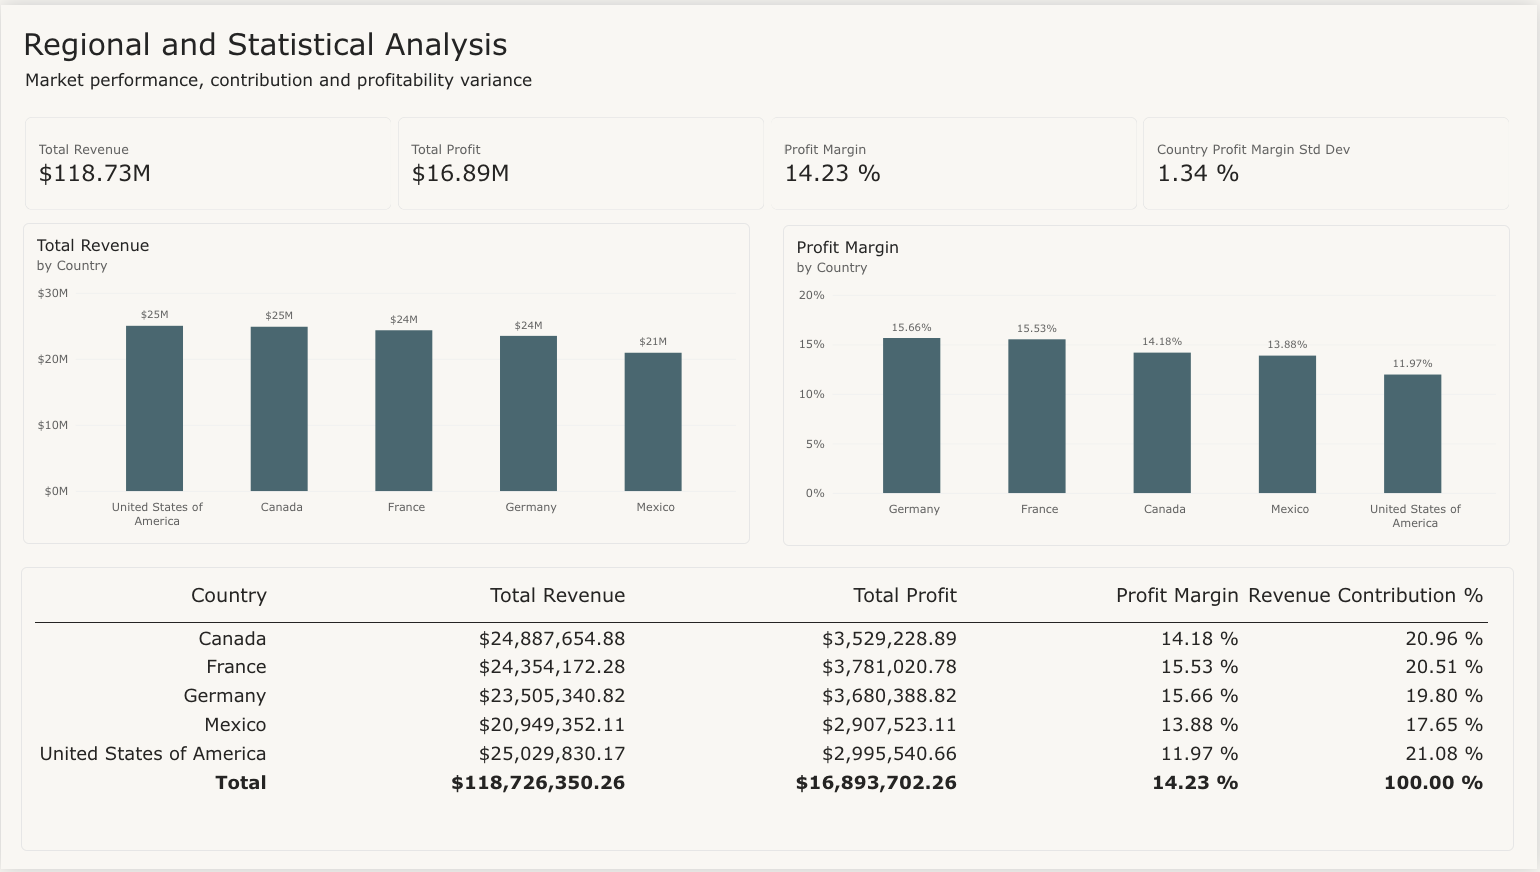 Regional and Statistical Analysis
Market performance, contribution and profitability variance
Total Revenue
$118.73M
Total Profit
$16.89M
Profit Margin
14.23 %
Country Profit Margin Std Dev
1.34 %
Total Revenue
by Country
$30M
$20M
$10M
$0M
$25M
$25M
$24M
$24M
$21M
United States of
America
Canada
France
Germany
Mexico
Profit Margin
by Country
20%
15%
10%
5%
0%
15.66%
15.53%
14.18%
13.88%
11.97%
Germany
France
Canada
Mexico
United States of
America
Country Total Revenue Total Profit Profit Margin Revenue Contribution %
Canada $24,887,654.88 $3,529,228.89 14.18 % 20.96 %
France $24,354,172.28 $3,781,020.78 15.53 % 20.51 %
Germany $23,505,340.82 $3,680,388.82 15.66 % 19.80 %
Mexico $20,949,352.11 $2,907,523.11 13.88 % 17.65 %
United States of America $25,029,830.17 $2,995,540.66 11.97 % 21.08 %
Total $118,726,350.26 $16,893,702.26 14.23 % 100.00 %